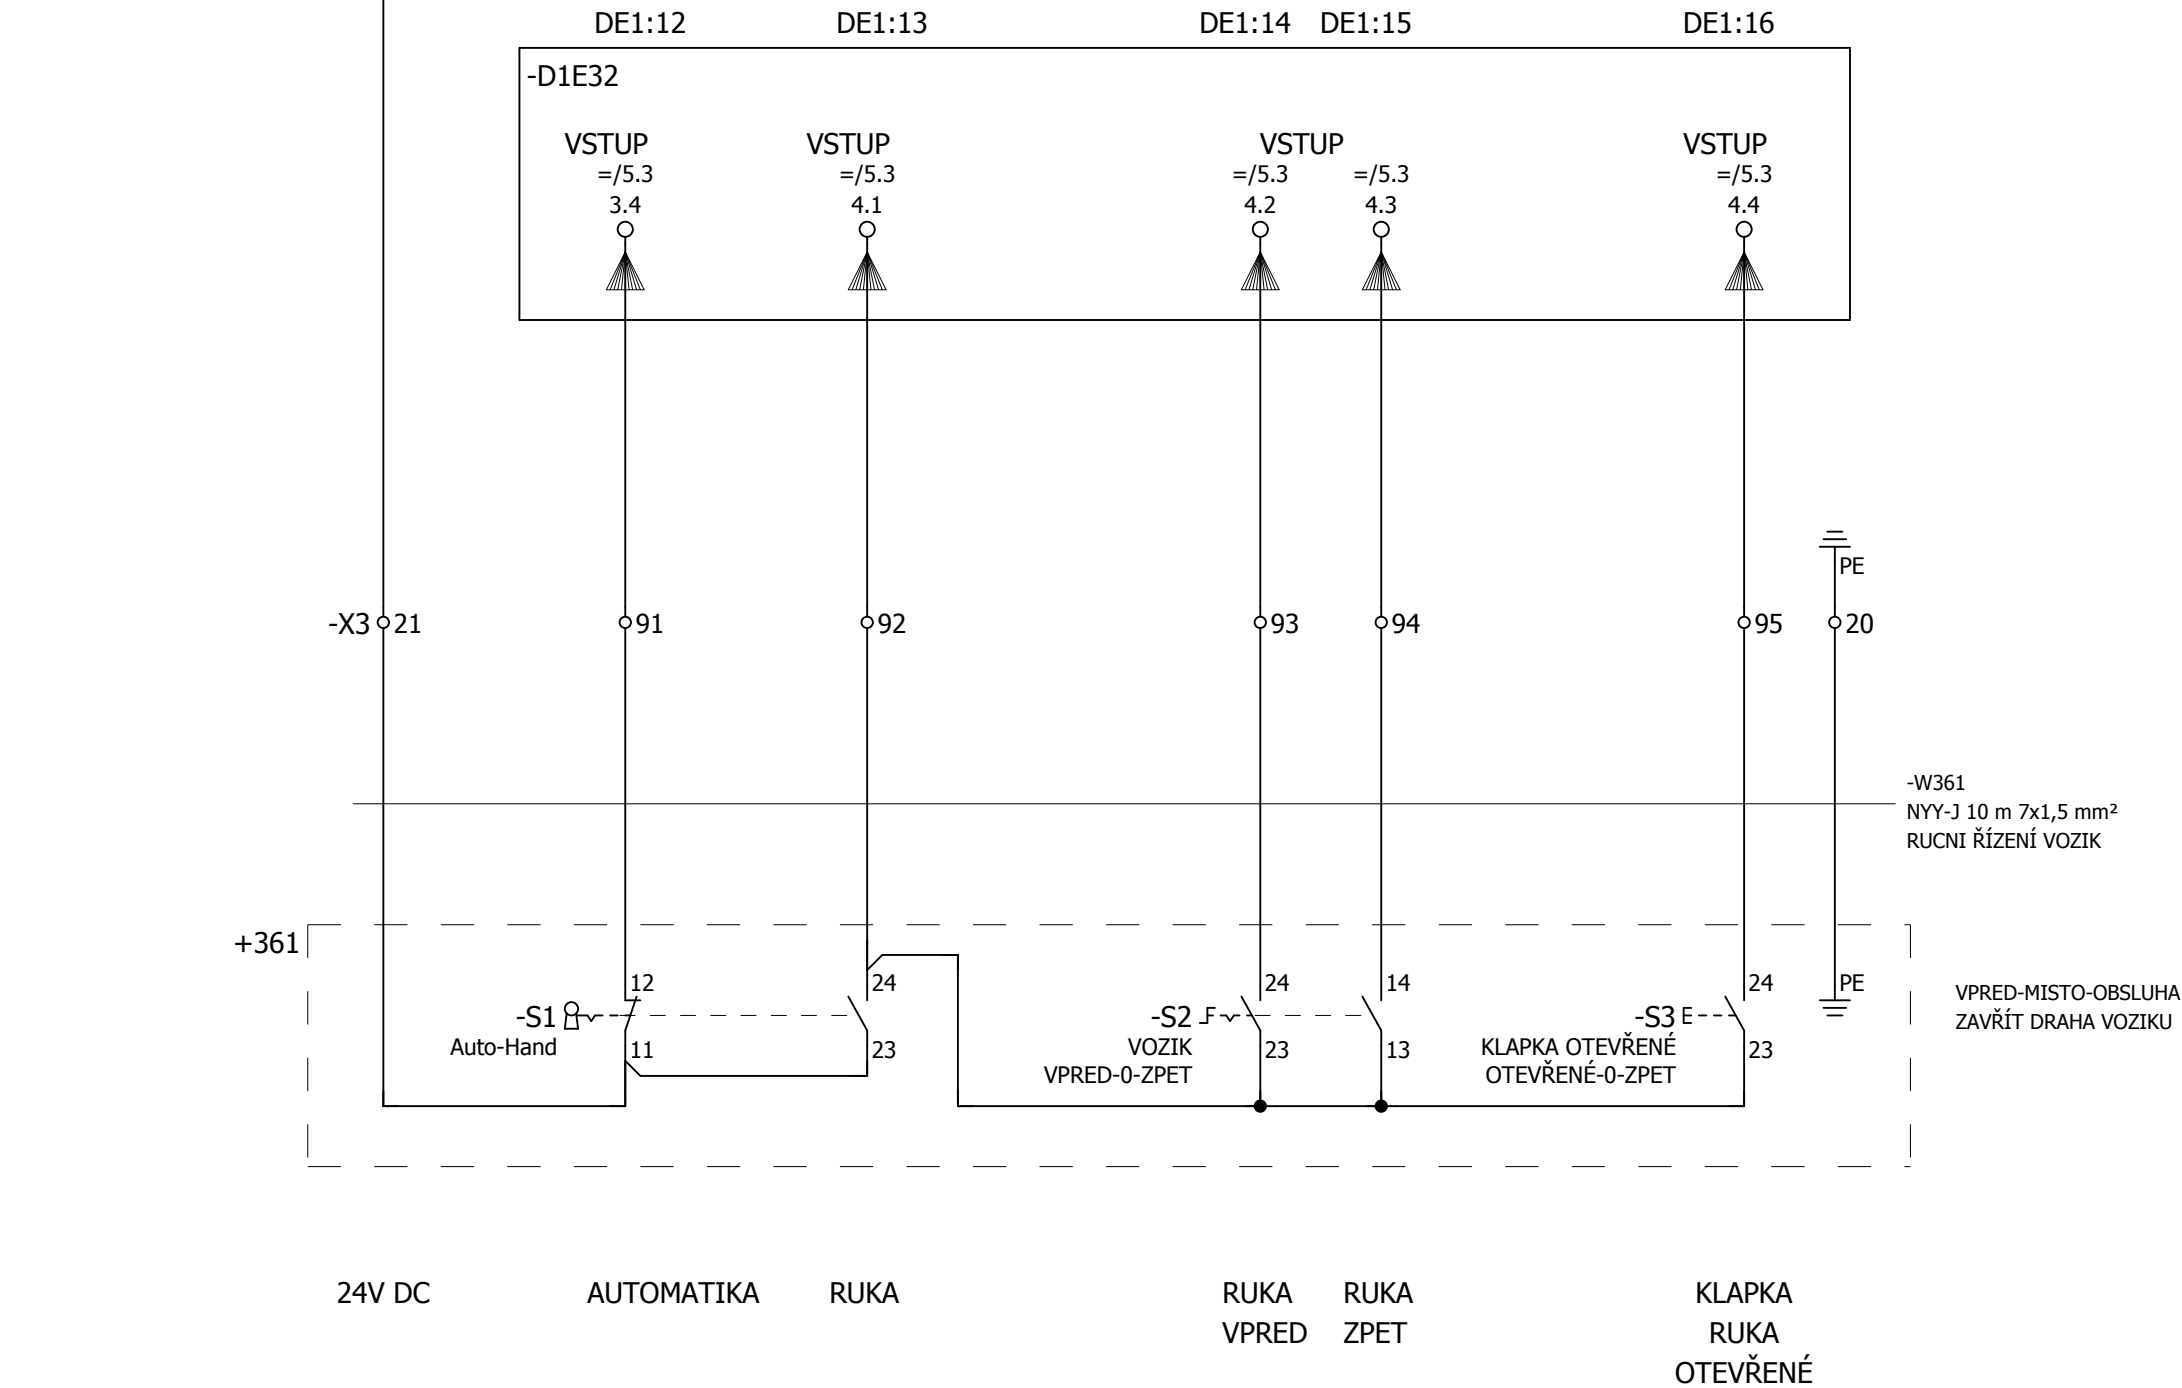 DE1:12
DE1:13
DE1:14
DE1:15
DE1:16
-D1E32
VSTUP
VSTUP
VSTUP
VSTUP
=/5.3
=/5.3
=/5.3
=/5.3
=/5.3
3.4
4.1
4.2
4.3
4.4
PE
-X3
21
91
92
93
94
95
20
-W361
NYY-J 10 m 7x1,5 mm²
RUCNI ŘÍZENÍ VOZIK
+361
12
24
24
14
24
PE
VPRED-MISTO-OBSLUHA
ZAVŘÍT DRAHA VOZIKU
-S1
-S2
-S3
Auto-Hand
11
23
VOZIK
VPRED-0-ZPET
23
13
KLAPKA OTEVŘENÉ
OTEVŘENÉ-0-ZPET
23
24V DC
AUTOMATIKA
RUKA
RUKA
VPRED
RUKA
ZPET
KLAPKA
RUKA
OTEVŘENÉ